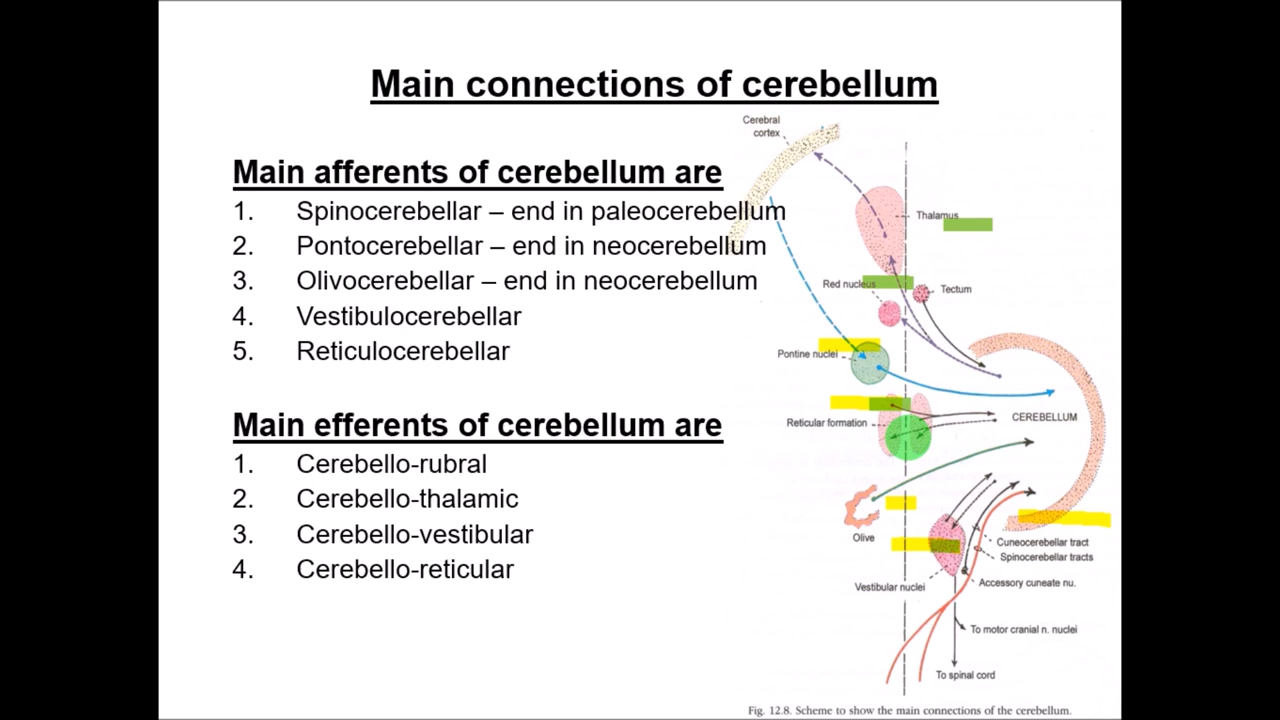 Main connections of cerebellum
Main afferents of cerebellum are
1. Spinocerebellar – end in paleocerebellum
2. Pontocerebellar – end in neocerebellum
3. Olivocerebellar – end in neocerebellum
4. Vestibulocerebellar
5. Reticulocerebellar
Main efferents of cerebellum are
1. Cerebello-rubral
2. Cerebello-thalamic
3. Cerebello-vestibular
4. Cerebello-reticular
Cerebral
cortex
Thalamus
Red nucleus
Tectum
Pontine nuclei
CEREBELLUM
Reticular formation
Olive
Cuneocerebellar tract
Spinocerebellar tracts
Accessory cuneate nu.
Vestibular nuclei
To motor cranial n. nuclei
To spinal cord
Fig. 12.8. Scheme to show the main connections of the cerebellum.